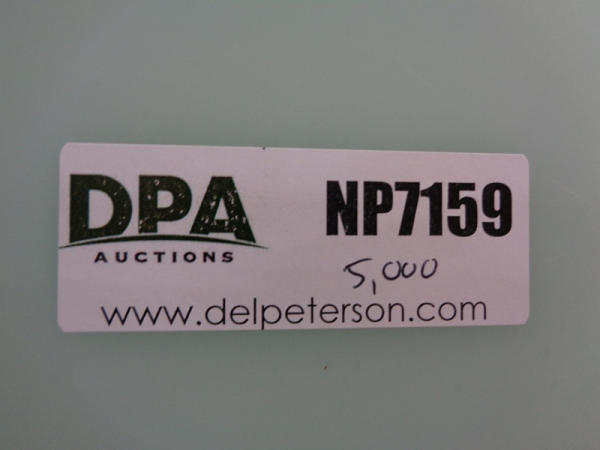 DPA
AUCTIONS
NP7159
5,000
www.delpeterson.com